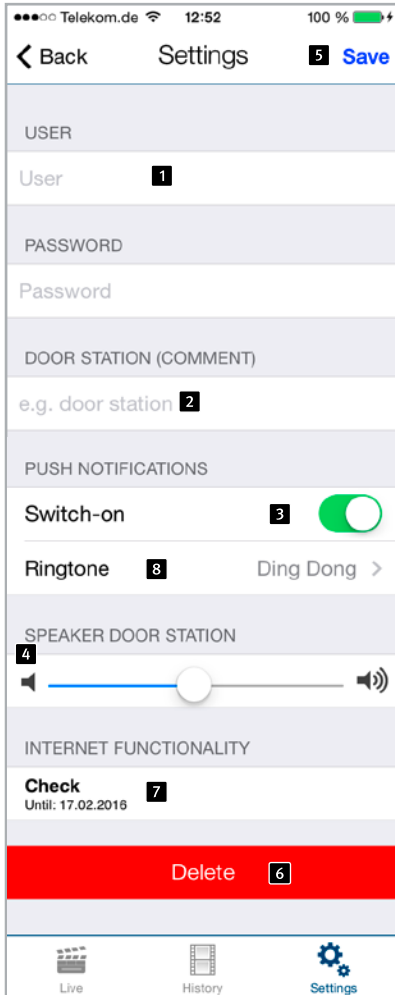 Telekom.de 12:52 100 %
Back Settings 5 Save
USER
User 1
PASSWORD
Password
DOOR STATION (COMMENT)
e.g. door station 2
PUSH NOTIFICATIONS
Switch-on 3
Ringtone 8 Ding Dong >
SPEAKER DOOR STATION
4
INTERNET FUNCTIONALITY
Check 7
Until: 17.02.2016
Delete 6
Live History Settings